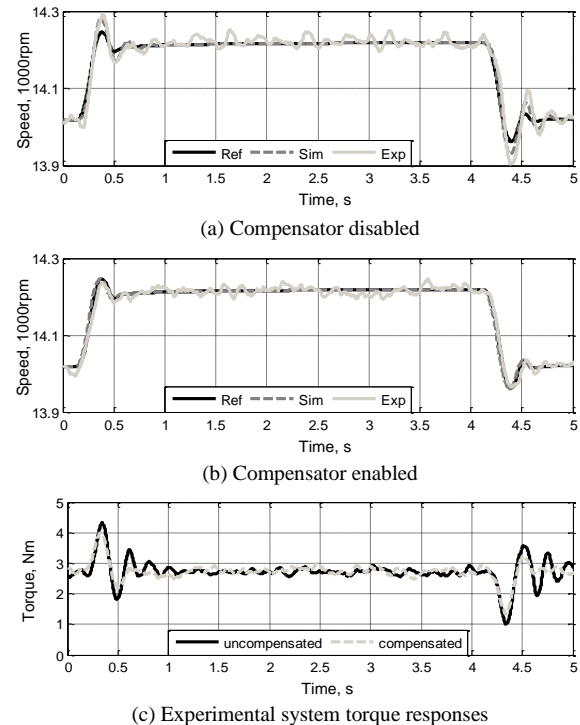 14.3
14.1
13.9
Speed, 1000rpm
Ref Sim Exp
0 0.5 1 1.5 2 2.5 3 3.5 4 4.5 5
Time, s
(a) Compensator disabled
14.3
14.1
13.9
Speed, 1000rpm
Ref Sim Exp
0 0.5 1 1.5 2 2.5 3 3.5 4 4.5 5
Time, s
(b) Compensator enabled
5
4
3
2
1
0
Torque, Nm
uncompensated compensated
0 0.5 1 1.5 2 2.5 3 3.5 4 4.5 5
Time, s
(c) Experimental system torque responses